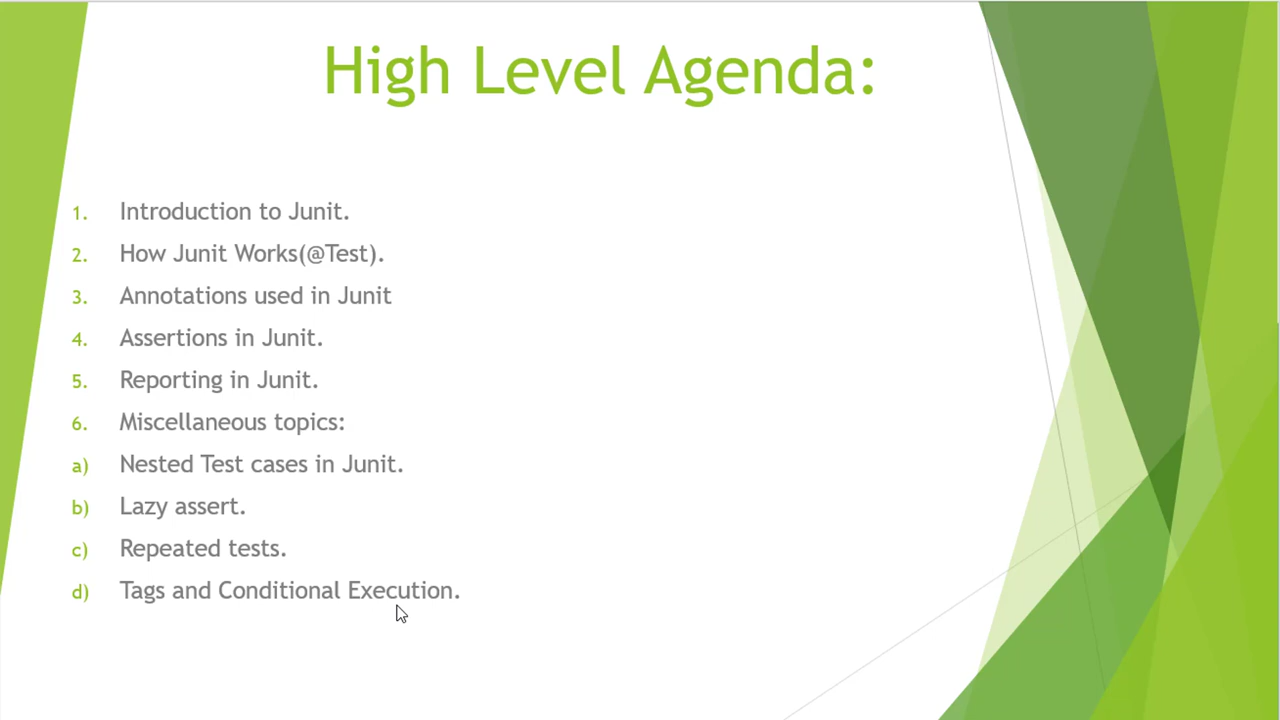 High Level Agenda:
1. Introduction to Junit.
2. How Junit Works(@Test).
3. Annotations used in Junit
4. Assertions in Junit.
5. Reporting in Junit.
6. Miscellaneous topics:
a) Nested Test cases in Junit.
b) Lazy assert.
c) Repeated tests.
d) Tags and Conditional Execution.